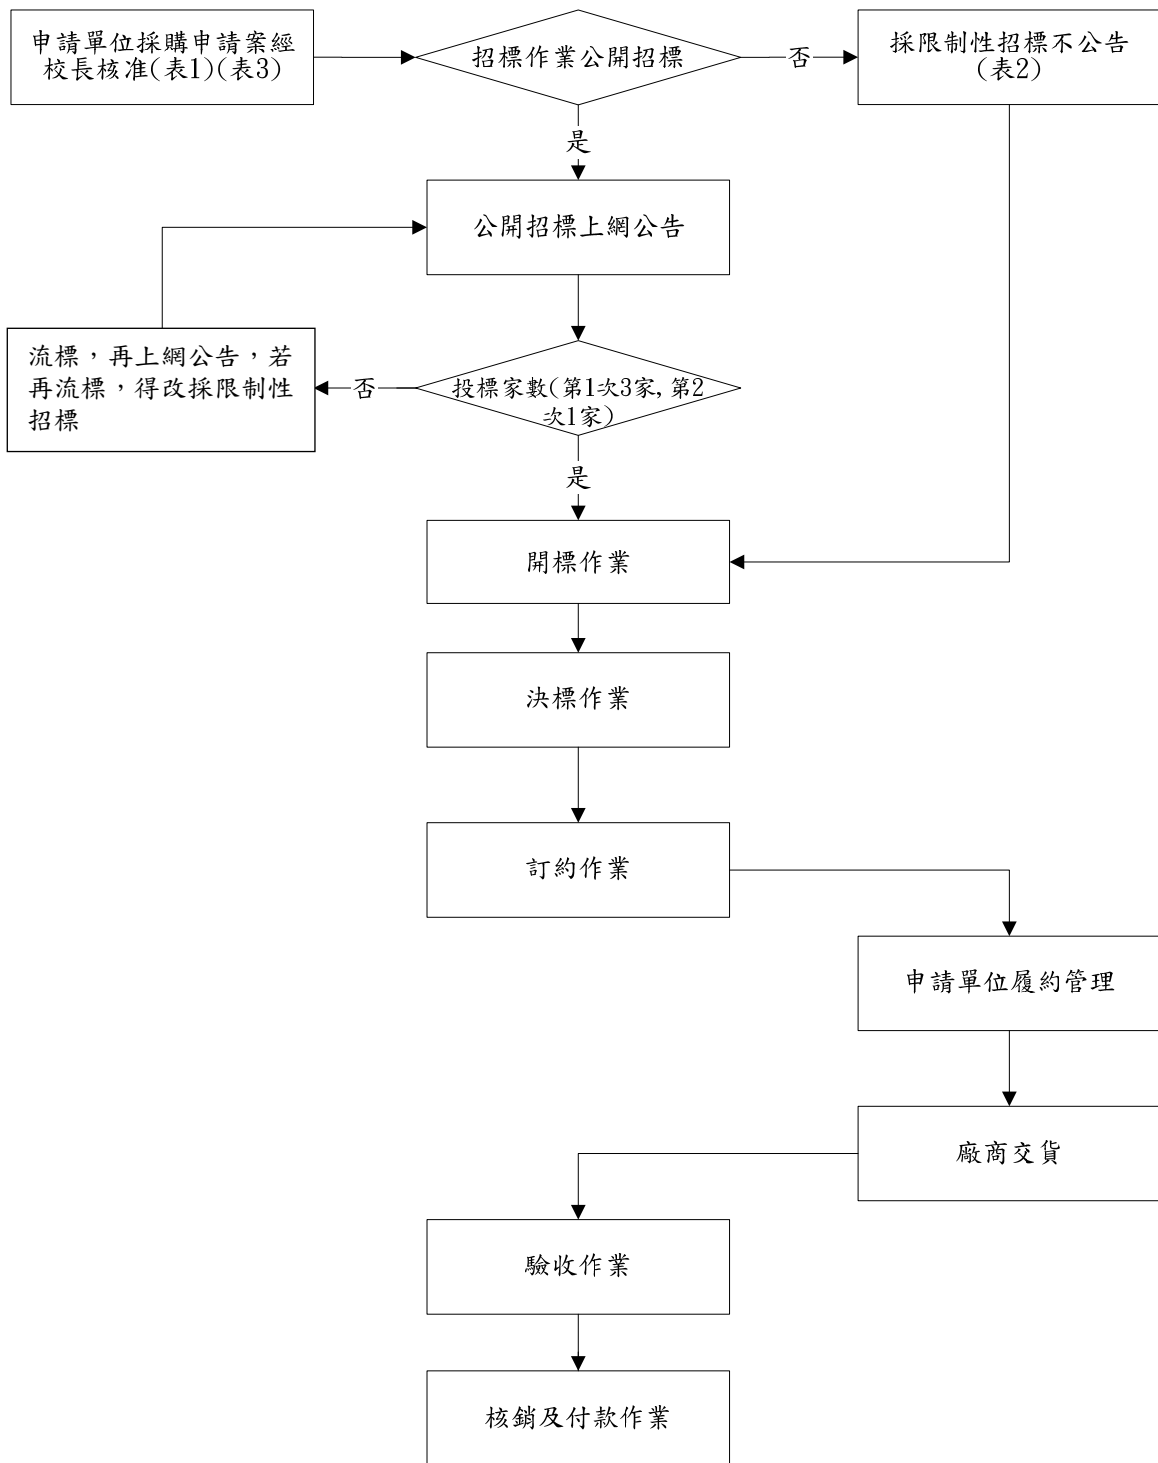 申請單位採購申請案經
校長核准(表1)(表3)
招標作業公開招標
否
採限制性招標不公告
(表2)
是
公開招標上網公告
流標，再上網公告，若
再流標，得改採限制性
招標
否
投標家數(第1次3家,第2
次1家)
是
開標作業
決標作業
訂約作業
申請單位履約管理
廠商交貨
驗收作業
核銷及付款作業